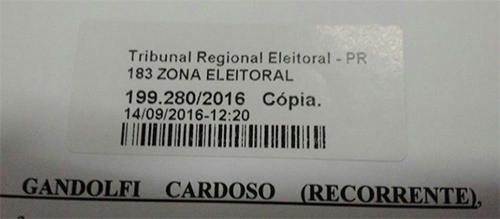 Tribunal Regional Eleitoral - PR
183 ZONA ELEITORAL
199.280/2016 Cópia.
14/09/2016-12:20
GANDOLFI CARDOSO (RECORRENTE),